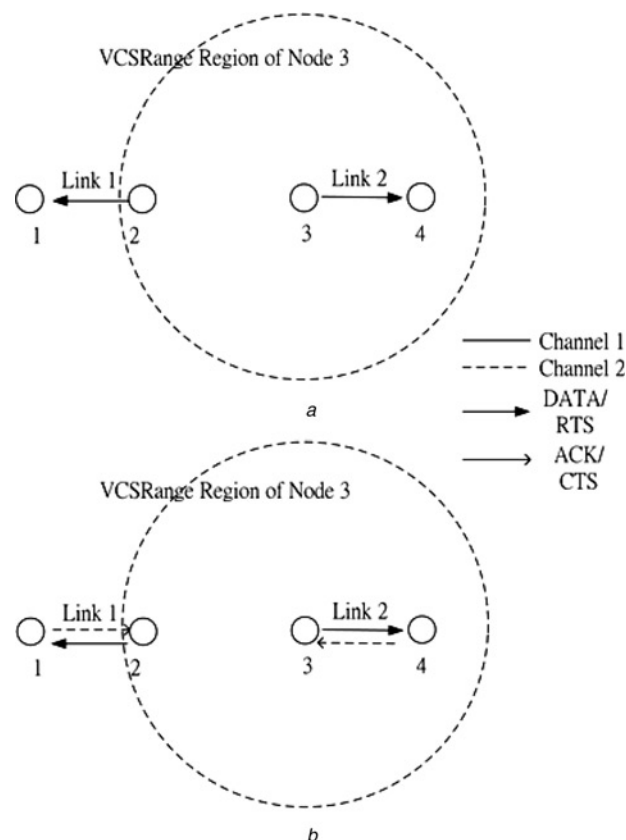 VCSRange Region of Node 3
Link 1
Link 2
1
2
3
4
Channel 1
Channel 2
DATA/
RTS
ACK/
CTS
a
VCSRange Region of Node 3
Link 1
Link 2
1
2
3
4
b